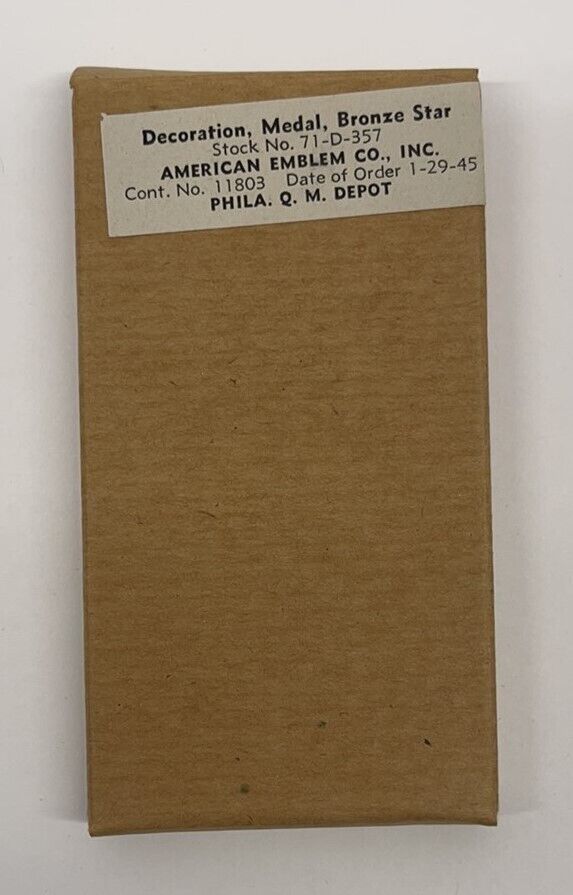 Decoration, Medal, Bronze Star
Stock No. 71-D-357
AMERICAN EMBLEM CO., INC.
Cont. No. 11803 Date of Order 1-29-45
PHILA. Q. M. DEPOT